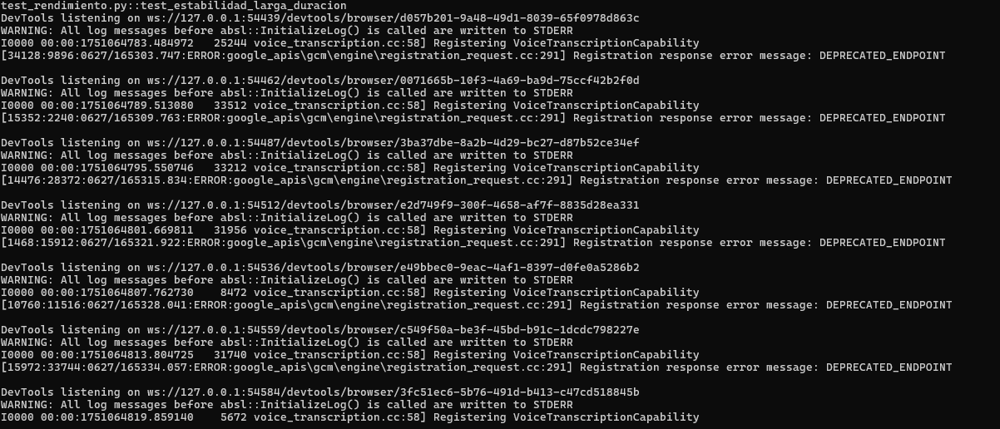 test_rendimiento.py::test_estabilidad_larga_duracion
DevTools listening on ws://127.0.0.1:54439/devtools/browser/d057b201-9a48-49d1-8039-65f0978d863c
WARNING: All log messages before absl::InitializeLog() is called are written to STDERR
I0000 00:00:1751064783.484972   25244 voice_transcription.cc:58] Registering VoiceTranscriptionCapability
[34128:9896:0627/165303.747:ERROR:google_apis\gcm\engine\registration_request.cc:291] Registration response error message: DEPRECATED_ENDPOINT

DevTools listening on ws://127.0.0.1:54462/devtools/browser/0071665b-10f3-4a69-ba9d-75ccf42b2f0d
WARNING: All log messages before absl::InitializeLog() is called are written to STDERR
I0000 00:00:1751064789.513080   33512 voice_transcription.cc:58] Registering VoiceTranscriptionCapability
[15352:2240:0627/165309.763:ERROR:google_apis\gcm\engine\registration_request.cc:291] Registration response error message: DEPRECATED_ENDPOINT

DevTools listening on ws://127.0.0.1:54487/devtools/browser/3ba37dbe-8a2b-4d29-bc27-d87b52ce34ef
WARNING: All log messages before absl::InitializeLog() is called are written to STDERR
I0000 00:00:1751064795.550746   33212 voice_transcription.cc:58] Registering VoiceTranscriptionCapability
[14476:28372:0627/165315.834:ERROR:google_apis\gcm\engine\registration_request.cc:291] Registration response error message: DEPRECATED_ENDPOINT

DevTools listening on ws://127.0.0.1:54512/devtools/browser/e2d749f9-300f-4658-af7f-8835d28ea331
WARNING: All log messages before absl::InitializeLog() is called are written to STDERR
I0000 00:00:1751064801.669811   31956 voice_transcription.cc:58] Registering VoiceTranscriptionCapability
[1468:15912:0627/165321.922:ERROR:google_apis\gcm\engine\registration_request.cc:291] Registration response error message: DEPRECATED_ENDPOINT

DevTools listening on ws://127.0.0.1:54536/devtools/browser/e49bbec0-9eac-4af1-8397-d0fe0a5286b2
WARNING: All log messages before absl::InitializeLog() is called are written to STDERR
I0000 00:00:1751064807.762730    8472 voice_transcription.cc:58] Registering VoiceTranscriptionCapability
[10760:11516:0627/165328.041:ERROR:google_apis\gcm\engine\registration_request.cc:291] Registration response error message: DEPRECATED_ENDPOINT

DevTools listening on ws://127.0.0.1:54559/devtools/browser/c549f50a-be3f-45bd-b91c-1dcdc798227e
WARNING: All log messages before absl::InitializeLog() is called are written to STDERR
I0000 00:00:1751064813.804725   31740 voice_transcription.cc:58] Registering VoiceTranscriptionCapability
[15972:33744:0627/165334.057:ERROR:google_apis\gcm\engine\registration_request.cc:291] Registration response error message: DEPRECATED_ENDPOINT

DevTools listening on ws://127.0.0.1:54584/devtools/browser/3fc51ec6-5b76-491d-b413-c47cd518845b
WARNING: All log messages before absl::InitializeLog() is called are written to STDERR
I0000 00:00:1751064819.859140    5672 voice_transcription.cc:58] Registering VoiceTranscriptionCapability